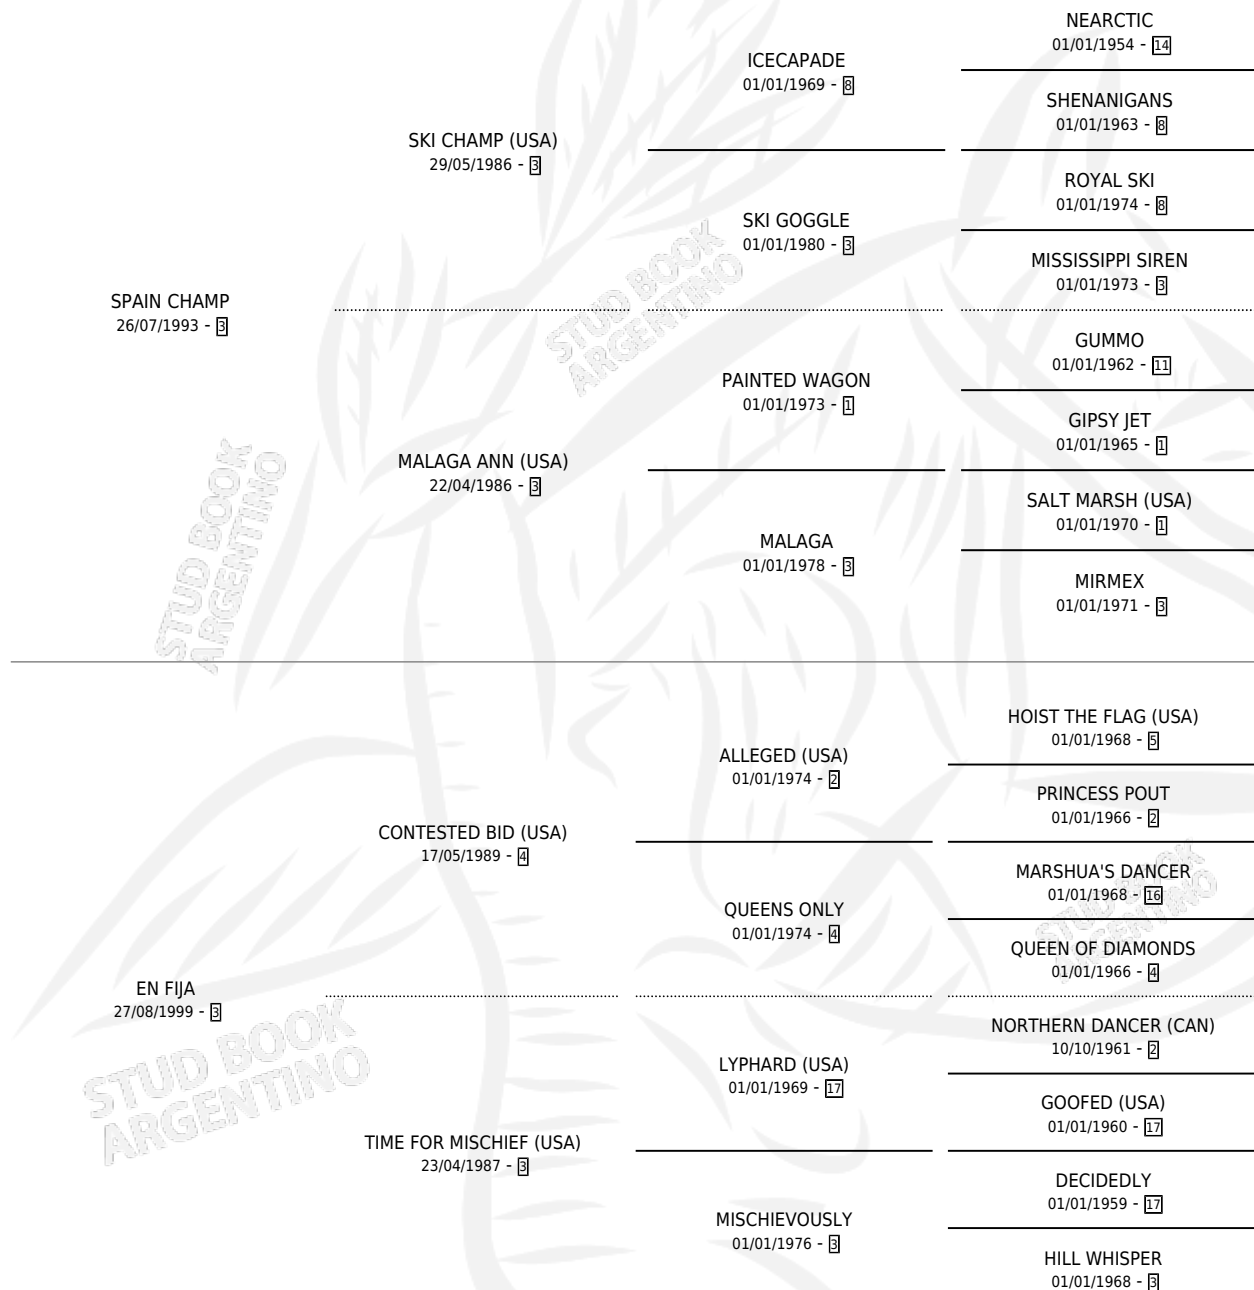 NEARCTIC
01/01/1954 - 14
ICECAPADE
01/01/1969 - 8
SHENANIGANS
01/01/1963 - 8
SKI CHAMP (USA)
29/05/1986 - 3
ROYAL SKI
01/01/1974 - 8
SKI GOGGLE
01/01/1980 - 3
MISSISSIPPI SIREN
01/01/1973 - 3
SPAIN CHAMP
26/07/1993 - 3
GUMMO
01/01/1962 - 11
PAINTED WAGON
01/01/1973 - 1
GIPSY JET
01/01/1965 - 1
MALAGA ANN (USA)
22/04/1986 - 3
SALT MARSH (USA)
01/01/1970 - 1
MALAGA
01/01/1978 - 3
MIRMEX
01/01/1971 - 3
HOIST THE FLAG (USA)
01/01/1968 - 5
ALLEGED (USA)
01/01/1974 - 2
PRINCESS POUT
01/01/1966 - 2
CONTESTED BID (USA)
17/05/1989 - 4
MARSHUA'S DANCER
01/01/1968 - 16
QUEENS ONLY
01/01/1974 - 4
QUEEN OF DIAMONDS
01/01/1966 - 4
EN FIJA
27/08/1999 - 3
NORTHERN DANCER (CAN)
10/10/1961 - 2
LYPHARD (USA)
01/01/1969 - 17
GOOFED (USA)
01/01/1960 - 17
TIME FOR MISCHIEF (USA)
23/04/1987 - 3
DECIDEDLY
01/01/1959 - 17
MISCHIEVOUSLY
01/01/1976 - 3
HILL WHISPER
01/01/1968 - 3
STUD BOOK
ARGENTINO
STUD BOOK
ARGENTINO
STUD BOOK
ARGENTINO
STUD BOOK
ARGENTINO